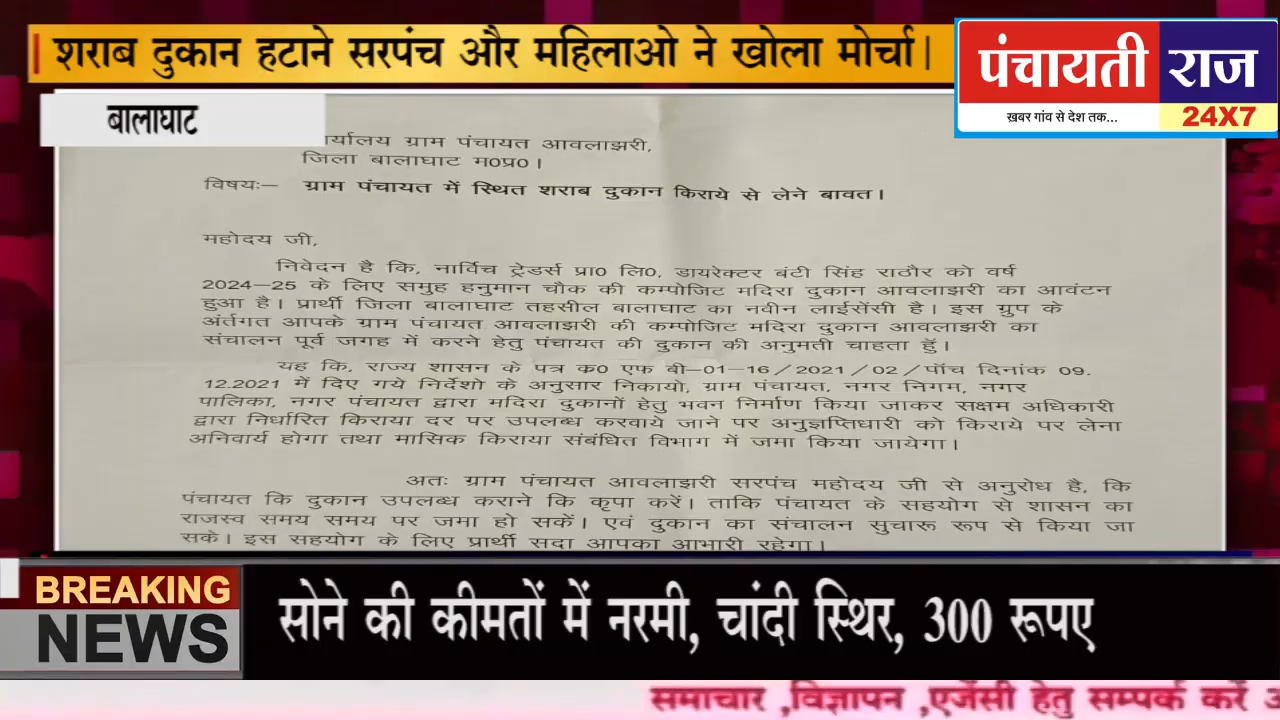 शराब दुकान हटाने सरपंच और महिलाओ ने खोला मोर्चा।
पंचायती राज
ख़बर गांव से देश तक...
24X7
बालाघाट
ग्राम पंचायत आवलाझरी,
जिला बालाघाट म०प्र०।
विषयः— ग्राम पंचायत में स्थित शराब दुकान किराये से लेने बावत।
महोदय जी,
निवेदन है कि, नार्विच ट्रेडर्स प्रा० लि०, डायरेक्टर बंटी सिंह राठौर को वर्ष
2024—25 के लिए समुह हनुमान चौक की कम्पोजिट मदिरा दुकान आवलाझरी का आवंटन
हुआ है। प्रार्थी जिला बालाघाट तहसील बालाघाट का नवीन लाईसेंसी है। इस ग्रुप के
अंर्तगत आपके ग्राम पंचायत आवलाझरी की कम्पोजिट मदिरा दुकान आवलाझरी का
संचालन पूर्व जगह में करने हेतु पंचायत की दुकान की अनुमती चाहता हुँ।
यह कि, राज्य शासन के पत्र क0 एफ बी—01—16/2021/02/पॉच दिनांक 09.
12.2021 में दिए गये निर्देशो के अनुसार निकायो, ग्राम पंचायत, नगर निगम, नगर
पालिका, नगर पंचायत द्वारा मदिरा दुकानों हेतु भवन निर्माण किया जाकर सक्षम अधिकारी
द्वारा निर्धारित किराया दर पर उपलब्ध करवाये जाने पर अनुज्ञप्तिधारी को किराये पर लेना
अनिवार्य होगा तथा मासिक किराया संबंधित विभाग में जमा किया जायेगा।
अतः ग्राम पंचायत आवलाझरी सरपंच महोदय जी से अनुरोध है, कि
पंचायत कि दुकान उपलब्ध कराने कि कृपा करें। ताकि पंचायत के सहयोग से शासन का
राजस्व समय समय पर जमा हो सकें। एवं दुकान का संचालन सुचारू रूप से किया जा
सकें। इस सहयोग के लिए प्रार्थी सदा आपका आभारी रहेगा।
BREAKING
NEWS
सोने की कीमतों में नरमी, चांदी स्थिर, 300 रूपए
समाचार ,विज्ञापन ,एजेंसी हेतु सम्पर्क करें